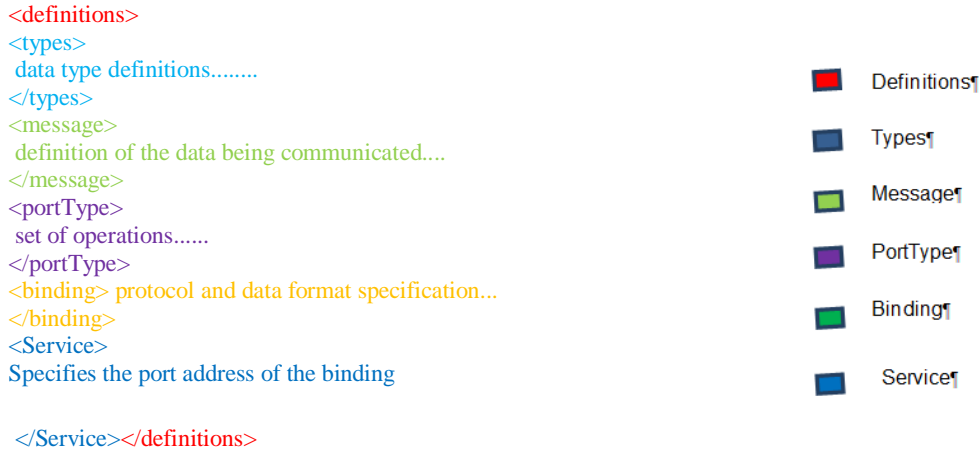 <definitions>
<types>
data type definitions........
</types>
<message>
definition of the data being communicated....
</message>
<portType>
set of operations......
</portType>
<binding> protocol and data format specification...
</binding>
<Service>
Specifies the port address of the binding
</Service></definitions>
Definitions¶
Types¶
Message¶
PortType¶
Binding¶
Service¶